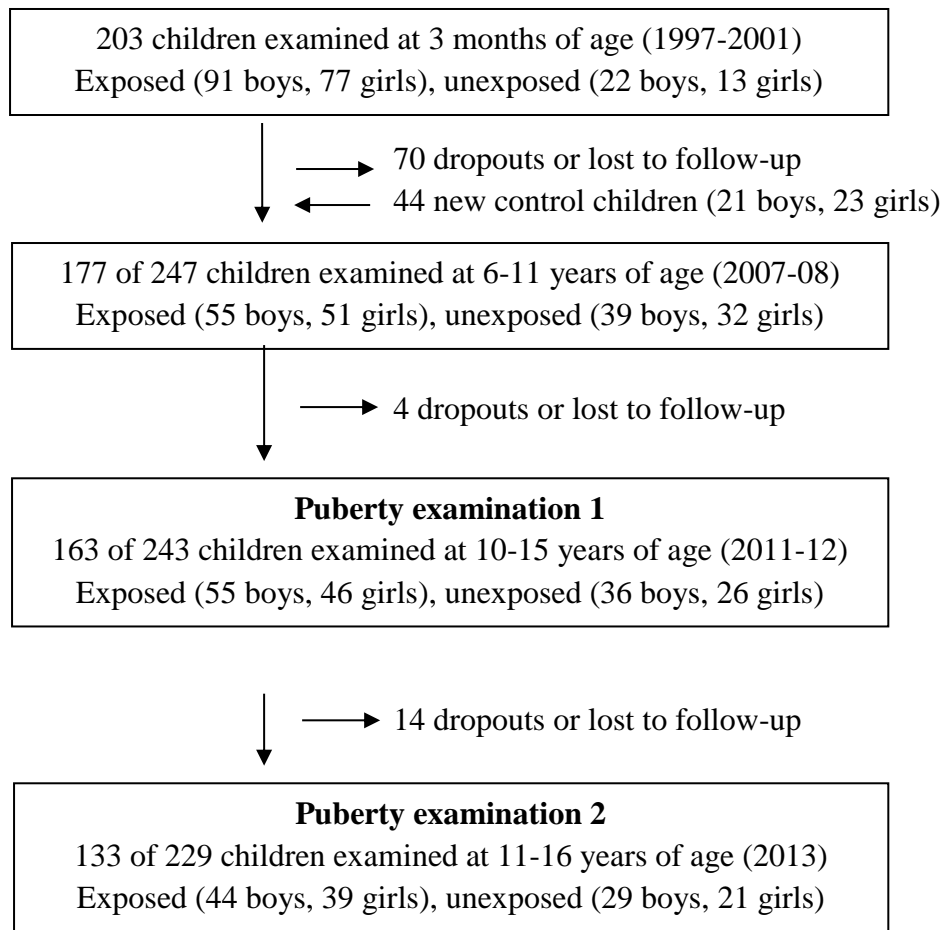 203 children examined at 3 months of age (1997-2001)
Exposed (91 boys, 77 girls), unexposed (22 boys, 13 girls)
70 dropouts or lost to follow-up
44 new control children (21 boys, 23 girls)
177 of 247 children examined at 6-11 years of age (2007-08)
Exposed (55 boys, 51 girls), unexposed (39 boys, 32 girls)
4 dropouts or lost to follow-up
Puberty examination 1
163 of 243 children examined at 10-15 years of age (2011-12)
Exposed (55 boys, 46 girls), unexposed (36 boys, 26 girls)
14 dropouts or lost to follow-up
Puberty examination 2
133 of 229 children examined at 11-16 years of age (2013)
Exposed (44 boys, 39 girls), unexposed (29 boys, 21 girls)